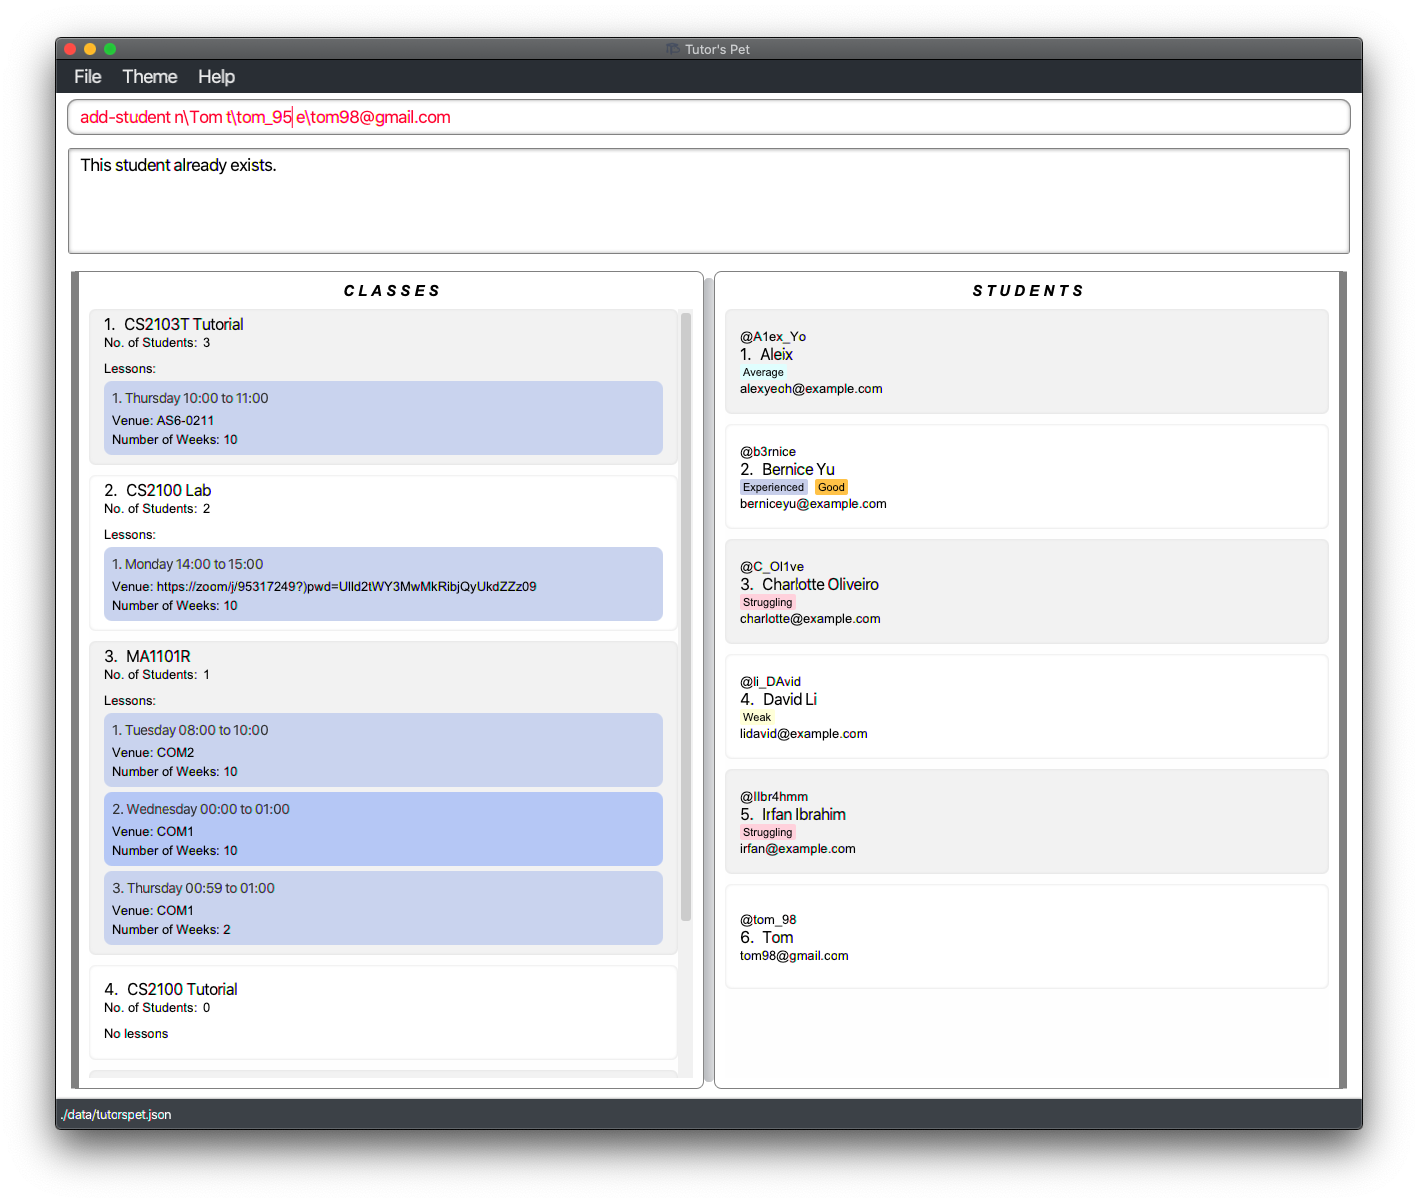 Tutor's Pet
File Theme Help
add-student n\Tom t\tom_95 e\tom98@gmail.com
This student already exists.
CLASSES
1. CS2103T Tutorial
No. of Students: 3
Lessons:
1. Thursday 10:00 to 11:00
Venue: AS6-0211
Number of Weeks: 10
2. CS2100 Lab
No. of Students: 2
Lessons:
1. Monday 14:00 to 15:00
Venue: https://zoom/j/95317249?)pwd=Ulld2tWY3MwMkRibjQyUkdZZz09
Number of Weeks: 10
3. MA1101R
No. of Students: 1
Lessons:
1. Tuesday 08:00 to 10:00
Venue: COM2
Number of Weeks: 10
2. Wednesday 00:00 to 01:00
Venue: COM1
Number of Weeks: 10
3. Thursday 00:59 to 01:00
Venue: COM1
Number of Weeks: 2
4. CS2100 Tutorial
No. of Students: 0
No lessons
STUDENTS
@A1ex_Yo
1. Aleix
Average
alexyeoh@example.com
@b3rnice
2. Bernice Yu
Experienced Good
berniceyu@example.com
@C_Ol1ve
3. Charlotte Oliveiro
Struggling
charlotte@example.com
@li_DAvid
4. David Li
Weak
lidavid@example.com
@IIbr4hmm
5. Irfan Ibrahim
Struggling
irfan@example.com
@tom_98
6. Tom
tom98@gmail.com
./data/tutorspet.json